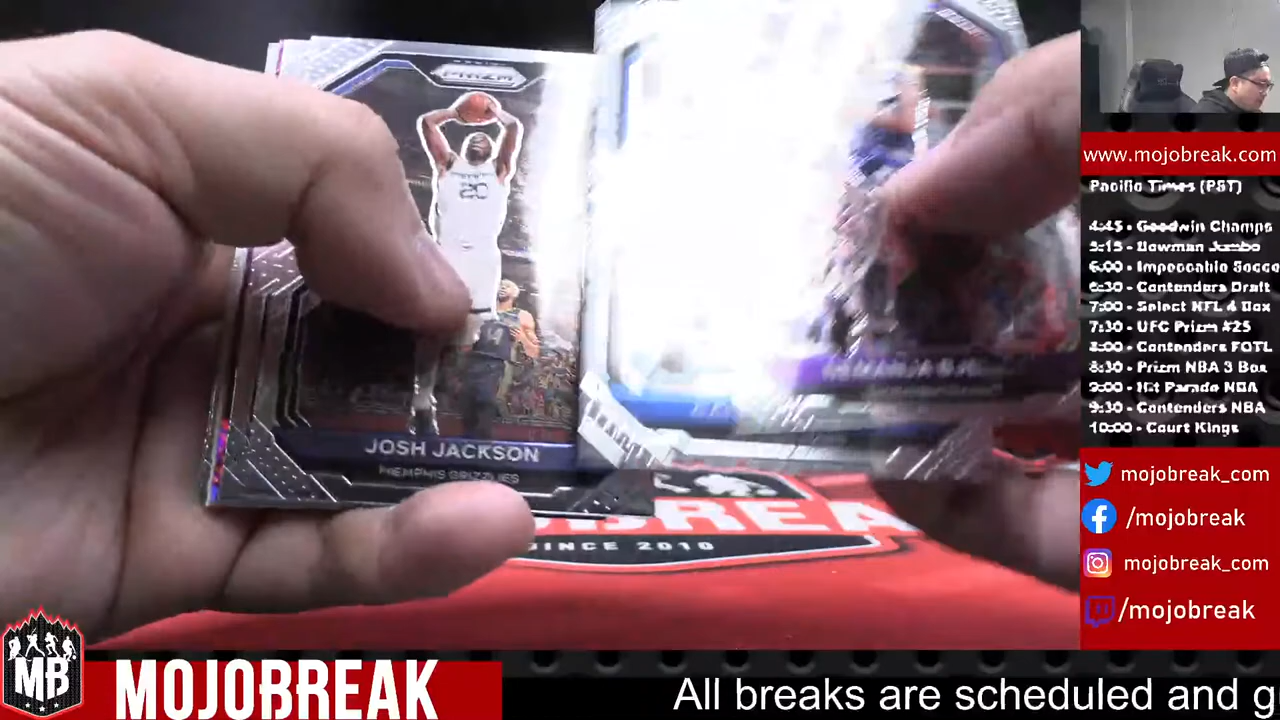 PRIZM
20
JOSH JACKSON
MEMPHIS GRIZZLIES
SINCE 2010
www.mojobreak.com
Pacific Times (PST)
4:45 - Goodwin Champs
5:15 - Bowman Jumbo
6:00 - Impeccable Socce
6:30 - Contenders Draft
7:00 - Select NFL 4 Box
7:30 - UFC Prizm #25
8:00 - Contenders FOTL
8:30 - Prizm NBA 3 Box
9:00 - Hit Parade NBA
9:30 - Contenders NBA
10:00 - Court Kings
mojobreak_com
/mojobreak
mojobreak_com
/mojobreak
MB
MOJOBREAK
All breaks are scheduled and g